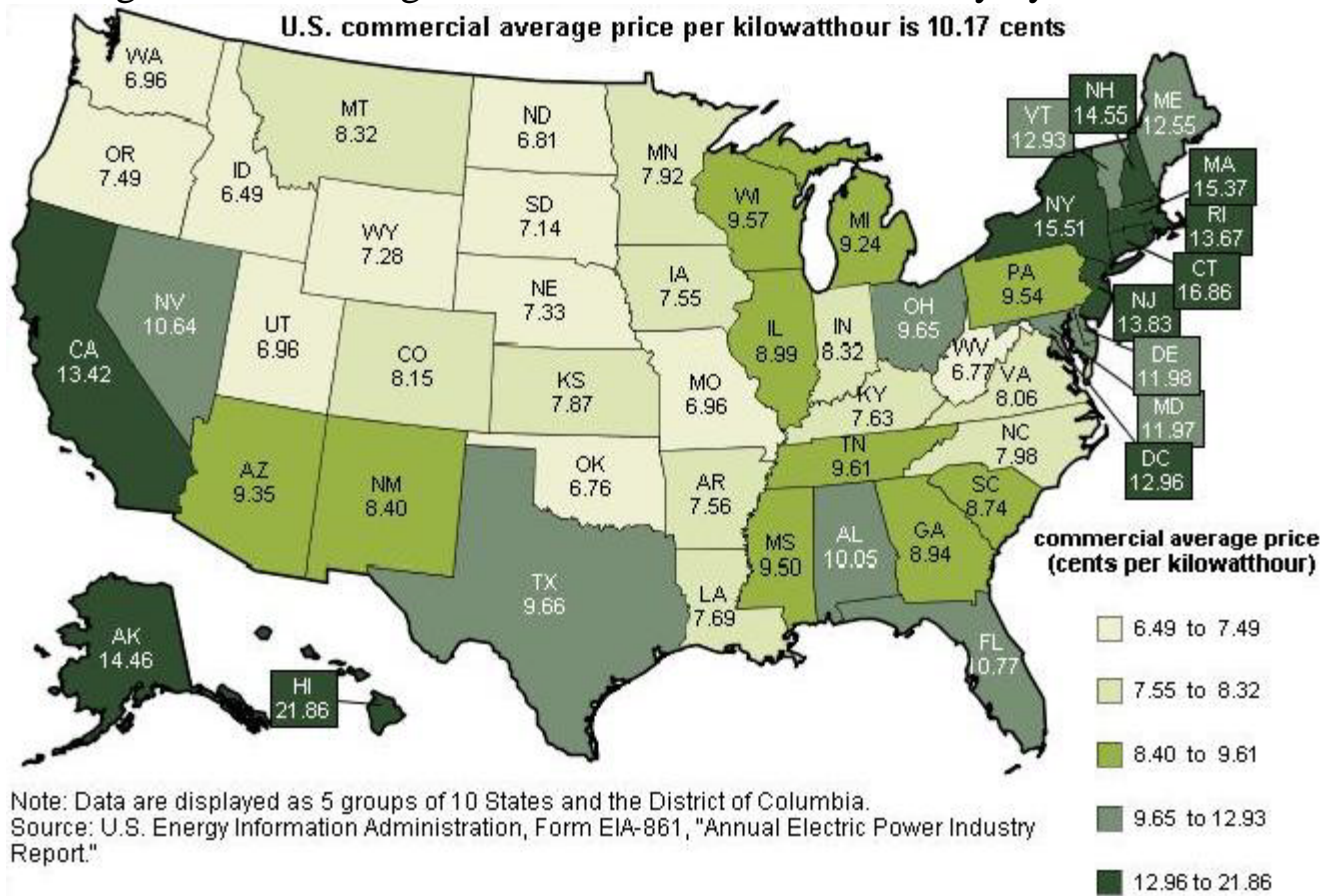 U.S. commercial average price per kilowatthour is 10.17 cents
WA
6.96
MT
8.32
ND
6.81
MN
7.92
OR
7.49
ID
6.49
SD
7.14
WY
7.28
WI
9.57
MI
9.24
VT
12.93
NH
14.55
ME
12.55
MA
15.37
NY
15.51
RI
13.67
CT
16.86
NJ
13.83
DE
11.98
MD
11.97
DC
12.96
PA
9.54
OH
9.65
IN
8.32
IL
8.99
IA
7.55
NE
7.33
NV
10.64
UT
6.96
CA
13.42
CO
8.15
KS
7.87
MO
6.96
KY
7.63
WV
6.77
VA
8.06
NC
7.98
TN
9.61
SC
8.74
AZ
9.35
NM
8.40
OK
6.76
AR
7.56
MS
9.50
AL
10.05
GA
8.94
TX
9.66
LA
7.69
FL
0.77
AK
14.46
HI
21.86
commercial average price
(cents per kilowatthour)
6.49 to 7.49
7.55 to 8.32
8.40 to 9.61
9.65 to 12.93
12.96 to 21.86
Note: Data are displayed as 5 groups of 10 States and the District of Columbia.
Source: U.S. Energy Information Administration, Form EIA-861, "Annual Electric Power Industry
Report."